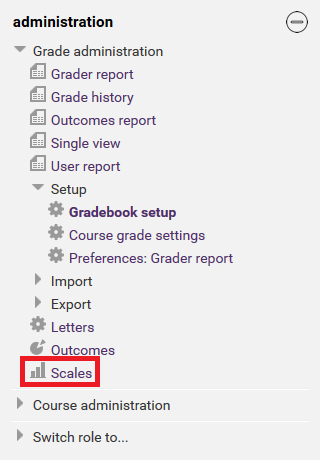 administration
Grade administration
Grader report
Grade history
Outcomes report
Single view
User report
Setup
Gradebook setup
Course grade settings
Preferences: Grader report
Import
Export
Letters
Outcomes
Scales
Course administration
Switch role to...